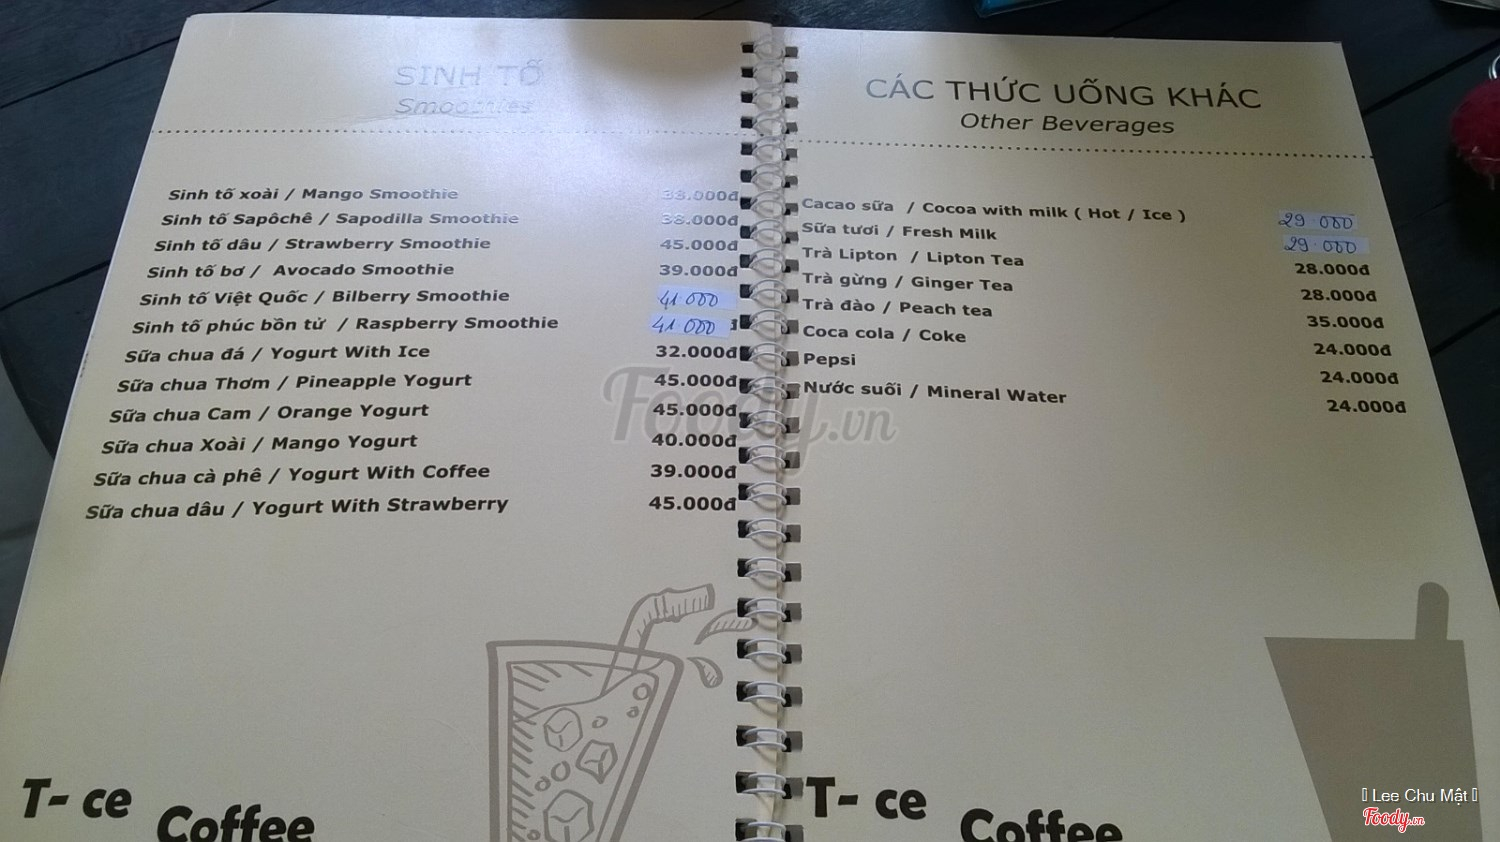 SINH TỐ
Smoothies
Sinh tố xoài / Mango Smoothie 38.000đ
Sinh tố Sapôchê / Sapodilla Smoothie 38.000đ
Sinh tố dâu / Strawberry Smoothie 45.000đ
Sinh tố bơ / Avocado Smoothie 39.000đ
Sinh tố Việt Quốc / Bilberry Smoothie 41.000
Sinh tố phúc bồn tử / Raspberry Smoothie 41.000
Sữa chua đá / Yogurt With Ice 32.000đ
Sữa chua Thơm / Pineapple Yogurt 45.000đ
Sữa chua Cam / Orange Yogurt 45.000đ
Sữa chua Xoài / Mango Yogurt 40.000đ
Sữa chua cà phê / Yogurt With Coffee 39.000đ
Sữa chua dâu / Yogurt With Strawberry 45.000đ
T- ce
Coffee
CÁC THỨC UỐNG KHÁC
Other Beverages
Cacao sữa / Cocoa with milk ( Hot / Ice ) 29.000
Sữa tươi / Fresh Milk 29.000
Trà Lipton / Lipton Tea 28.000đ
Trà gừng / Ginger Tea 28.000đ
Trà đào / Peach tea 35.000đ
Coca cola / Coke 24.000đ
Pepsi 24.000đ
Nước suối / Mineral Water 24.000đ
T- ce
Coffee
Foody.vn
Lee Chu Mật
Foody.vn